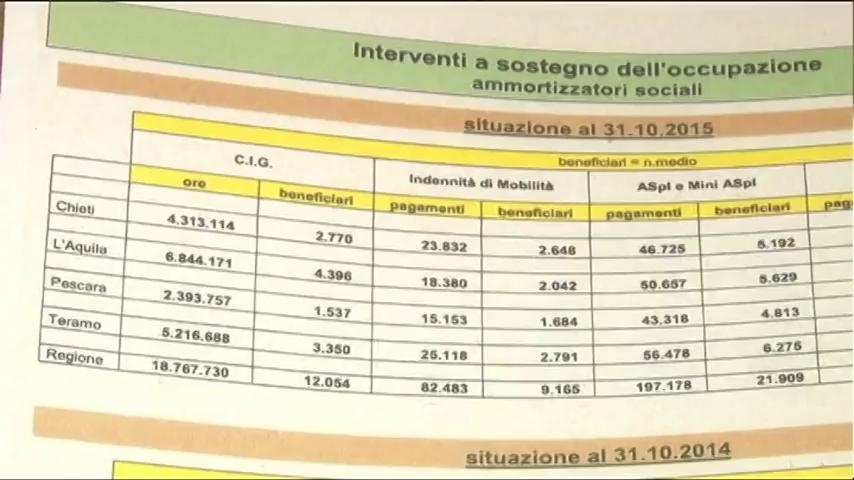 Interventi a sostegno dell'occupazione
ammortizzatori sociali
situazione al 31.10.2015
beneficiari = n.medio
C.I.G. Indennità di Mobilità ASpI e Mini ASpI
ore beneficiari pagamenti beneficiari pagamenti beneficiari pag
Chieti 4.313.114 2.770 23.832 2.648 46.725 5.192
L'Aquila 6.844.171 4.396 18.380 2.042 50.657 5.629
Pescara 2.393.757 1.537 15.153 1.684 43.318 4.813
Teramo 5.216.688 3.350 25.118 2.791 56.478 6.275
Regione 18.767.730 12.054 82.483 9.165 197.178 21.909
situazione al 31.10.2014